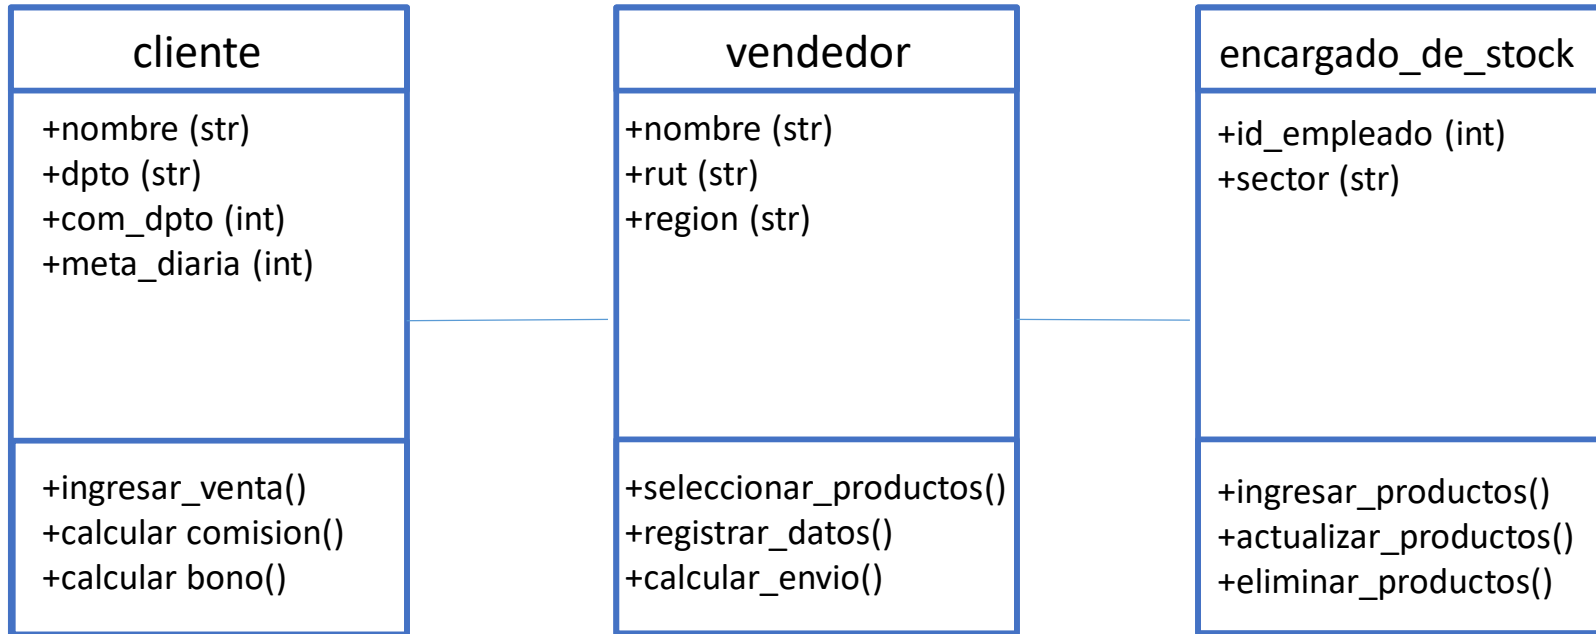 cliente
+nombre (str)
+dpto (str)
+com_dpto (int)
+meta_diaria (int)
+ingresar_venta()
+calcular comision()
+calcular bono()
vendedor
+nombre (str)
+rut (str)
+region (str)
+seleccionar_productos()
+registrar_datos()
+calcular_envio()
encargado_de_stock
+id_empleado (int)
+sector (str)
+ingresar_productos()
+actualizar_productos()
+eliminar_productos()